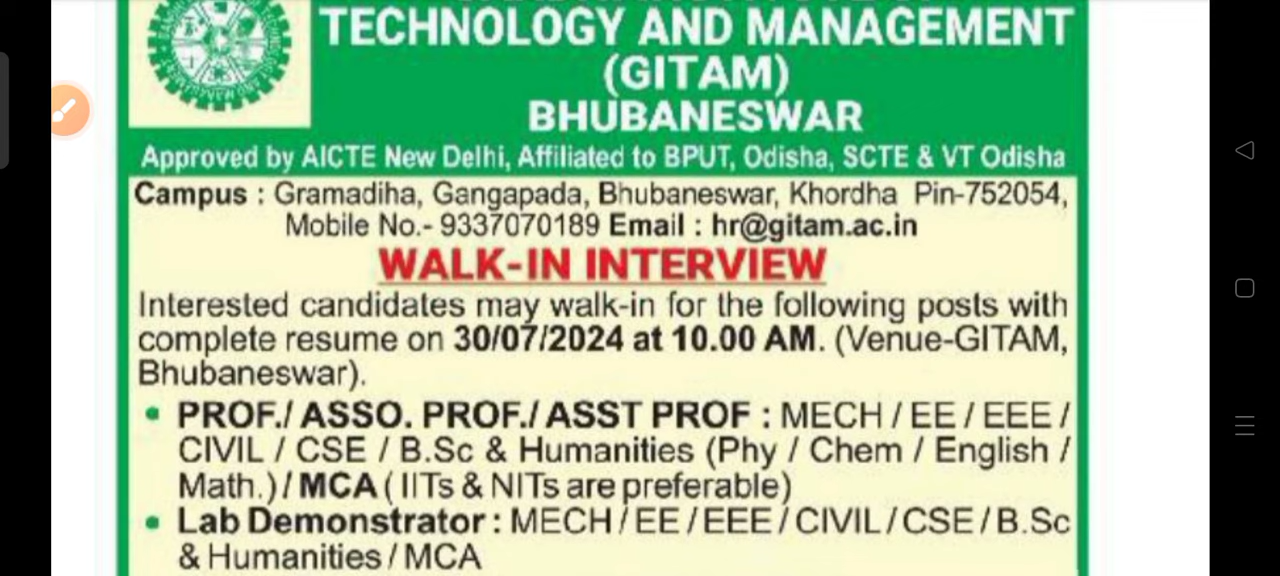 TECHNOLOGY AND MANAGEMENT
(GITAM)
BHUBANESWAR
Approved by AICTE New Delhi, Affiliated to BPUT, Odisha, SCTE & VT Odisha
Campus : Gramadiha, Gangapada, Bhubaneswar, Khordha Pin-752054,
Mobile No.- 9337070189 Email : hr@gitam.ac.in
WALK-IN INTERVIEW
Interested candidates may walk-in for the following posts with
complete resume on 30/07/2024 at 10.00 AM. (Venue-GITAM,
Bhubaneswar).
• PROF./ ASSO. PROF./ ASST PROF : MECH / EE / EEE /
CIVIL / CSE / B.Sc & Humanities (Phy / Chem / English /
Math.) / MCA ( IITs & NITs are preferable)
• Lab Demonstrator : MECH / EE / EEE / CIVIL / CSE / B.Sc
& Humanities / MCA